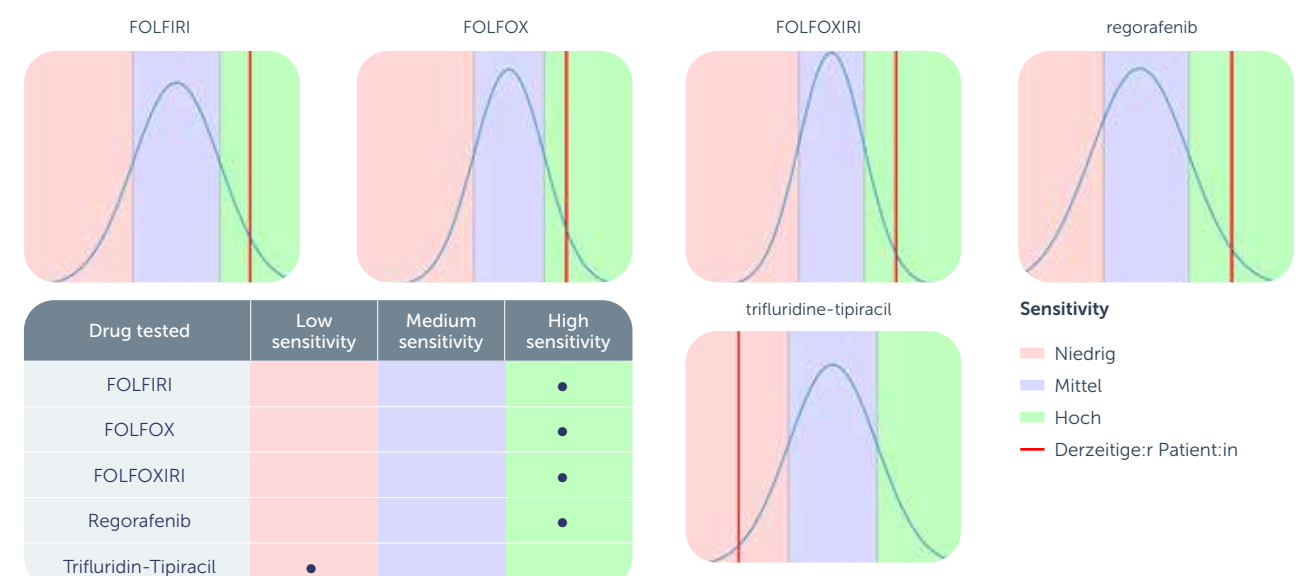 FOLFIRI
FOLFOX
FOLFOXIRI
regorafenib
Drug tested
Low
sensitivity
Medium
sensitivity
High
sensitivity
FOLFIRI
FOLFOX
FOLFOXIRI
Regorafenib
Trifluridin-Tipiracil
trifluridine-tipiracil
Sensitivity
Niedrig
Mittel
Hoch
Derzeitige:r Patient:in